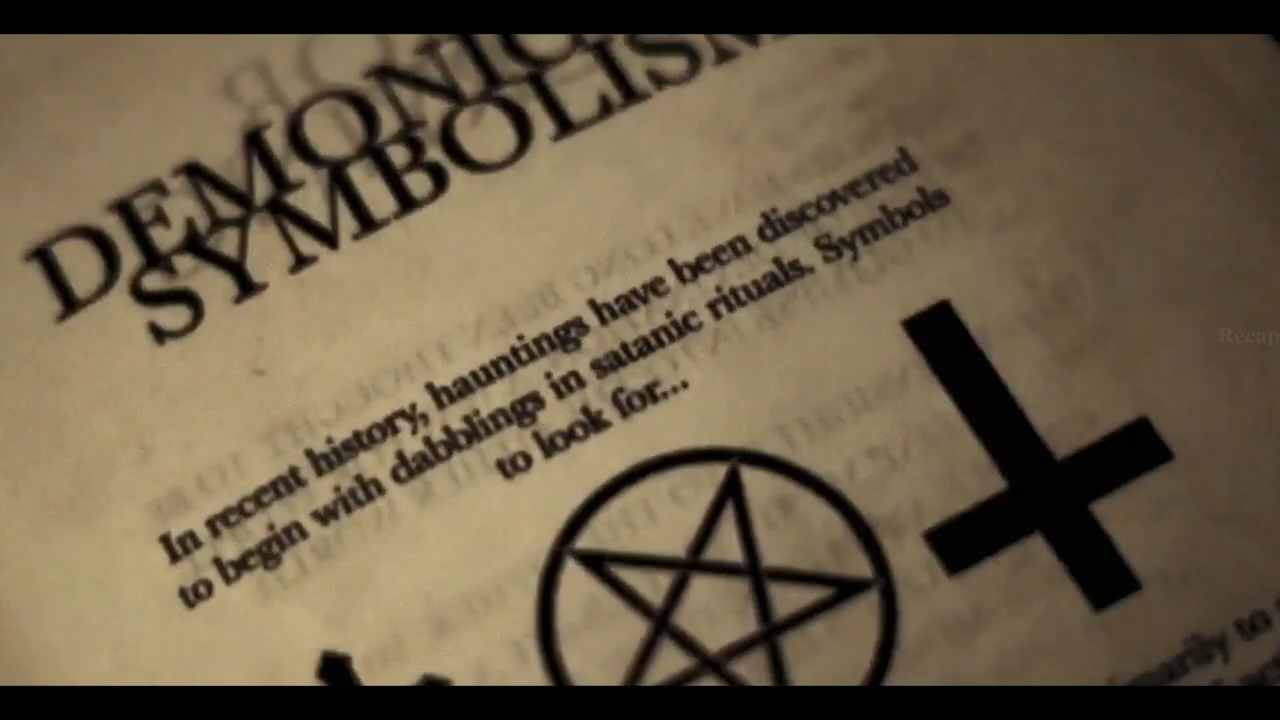 DEMONIC
SYMBOLISM
In recent history, hauntings have been discovered
to begin with dabblings in satanic rituals. Symbols
to look for...
Recap